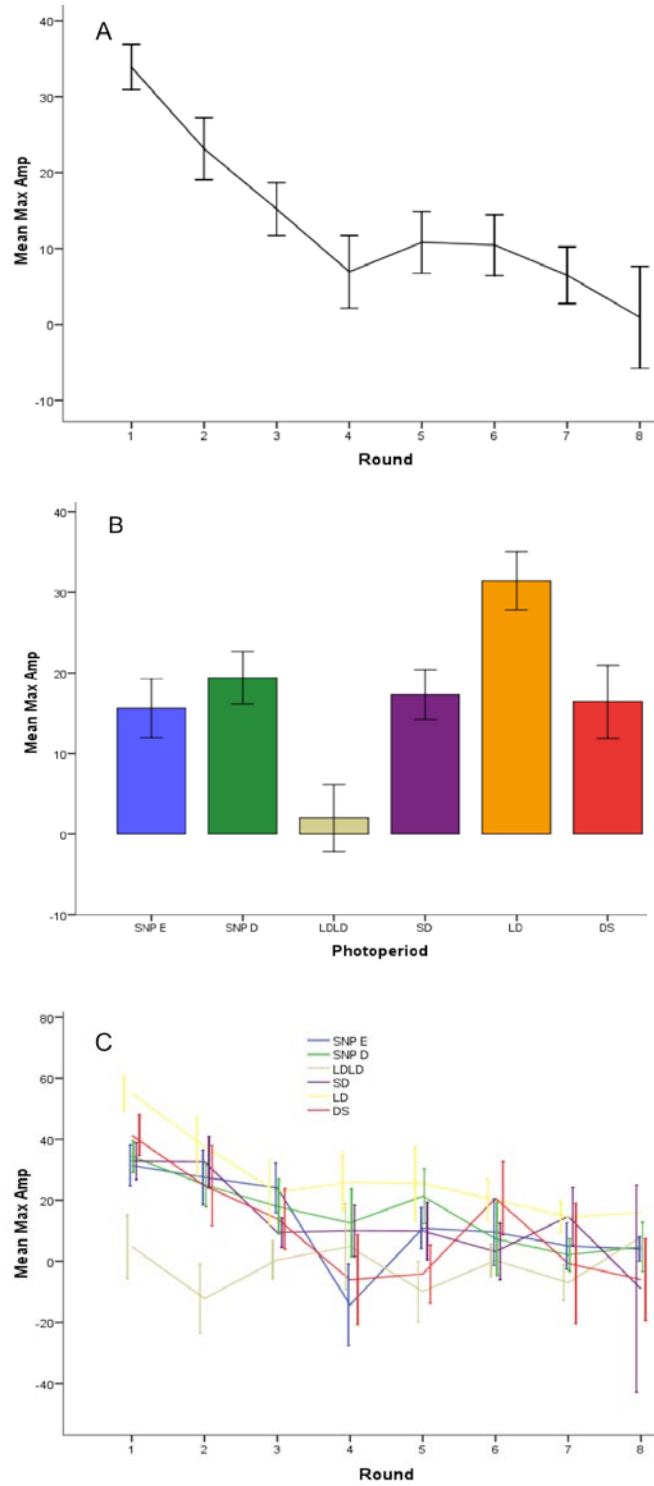 A
40
30
20
10
0
-10
Mean Max Amp
1 2 3 4 5 6 7 8
Round
B
40
30
20
10
0
-10
Mean Max Amp
SNP E SNP D LDLD SD LD DS
Photoperiod
C
80
60
40
20
0
-20
-40
Mean Max Amp
SNP E
SNP D
LDLD
SD
LD
DS
1 2 3 4 5 6 7 8
Round